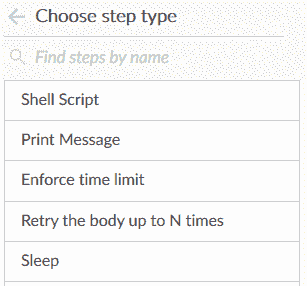 Choose step type
Find steps by name
Shell Script
Print Message
Enforce time limit
Retry the body up to N times
Sleep